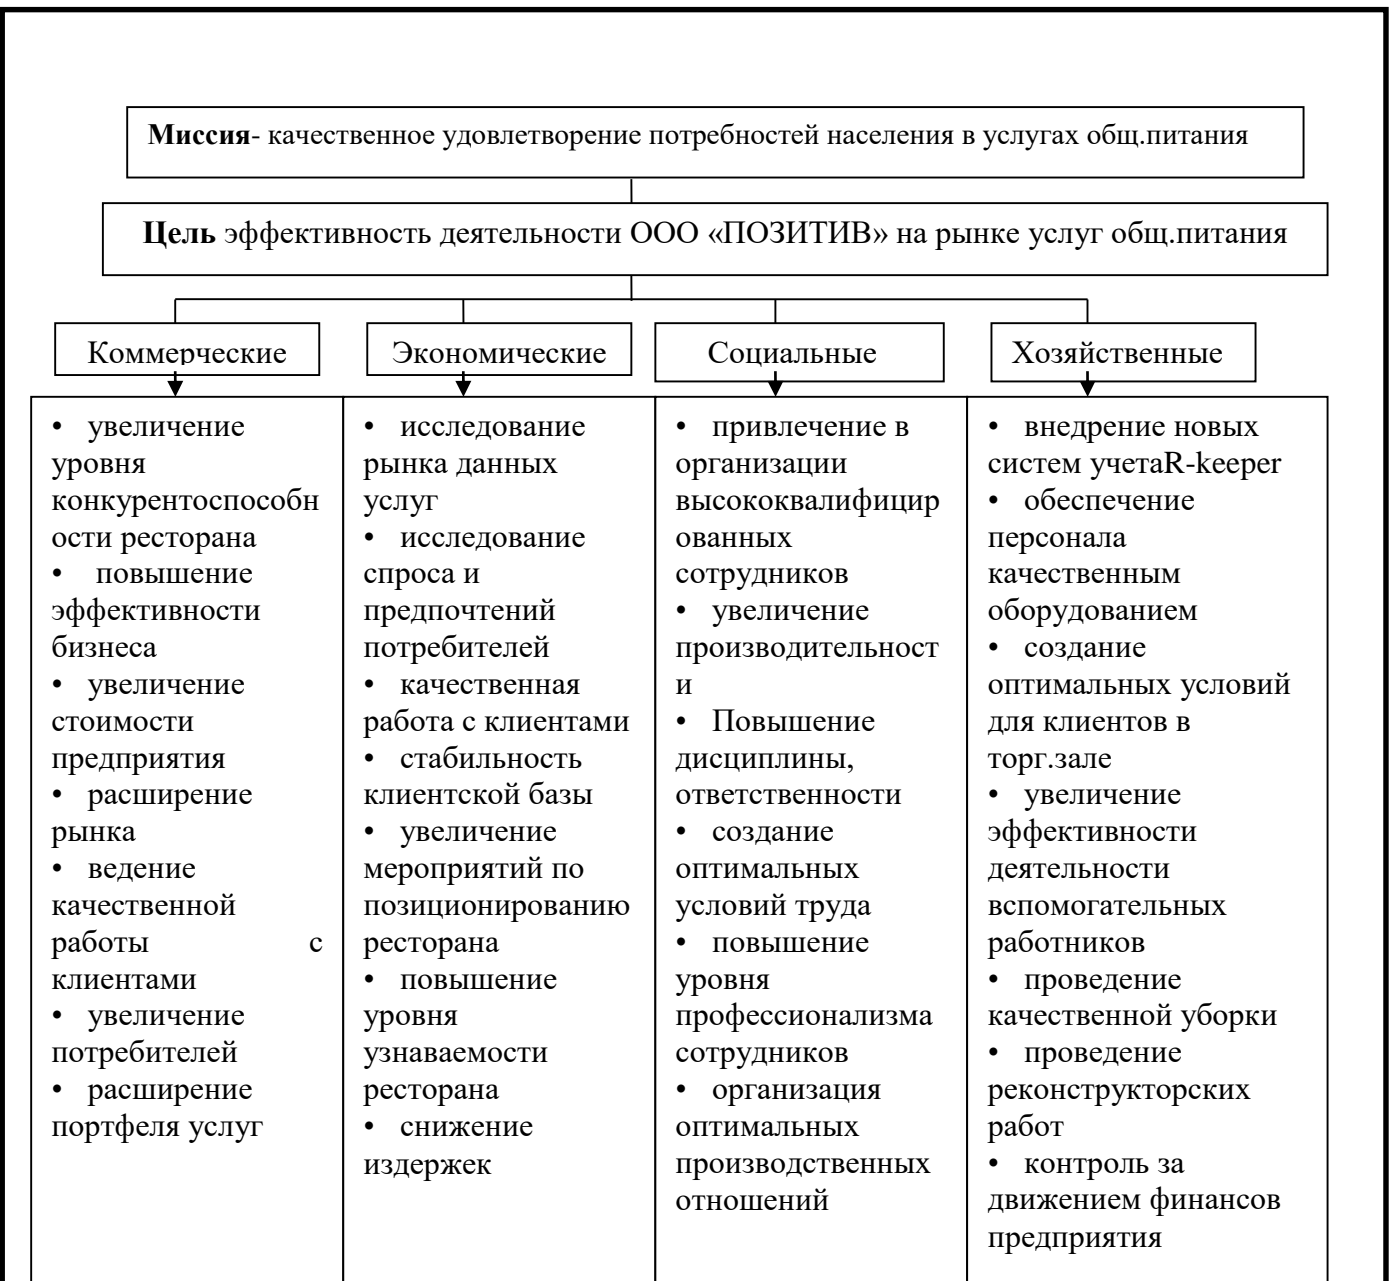 Миссия- качественное удовлетворение потребностей населения в услугах общ.питания
Цель эффективность деятельности ООО «ПОЗИТИВ» на рынке услуг общ.питания
Коммерческие
Экономические
Социальные
Хозяйственные
• увеличение
уровня
конкурентоспособн
ости ресторана
• повышение
эффективности
бизнеса
• увеличение
стоимости
предприятия
• расширение
рынка
• ведение
качественной
работы с
клиентами
• увеличение
потребителей
• расширение
портфеля услуг
• исследование
рынка данных
услуг
• исследование
спроса и
предпочтений
потребителей
• качественная
работа с клиентами
• стабильность
клиентской базы
• увеличение
мероприятий по
позиционированию
ресторана
• повышение
уровня
узнаваемости
ресторана
• снижение
издержек
• привлечение в
организации
высококвалифицир
ованных
сотрудников
• увеличение
производительност
и
• Повышение
дисциплины,
ответственности
• создание
оптимальных
условий труда
• повышение
уровня
профессионализма
сотрудников
• организация
оптимальных
производственных
отношений
• внедрение новых
систем учетаR-keeper
• обеспечение
персонала
качественным
оборудованием
• создание
оптимальных условий
для клиентов в
торг.зале
• увеличение
эффективности
деятельности
вспомогательных
работников
• проведение
качественной уборки
• проведение
реконструкторских
работ
• контроль за
движением финансов
предприятия